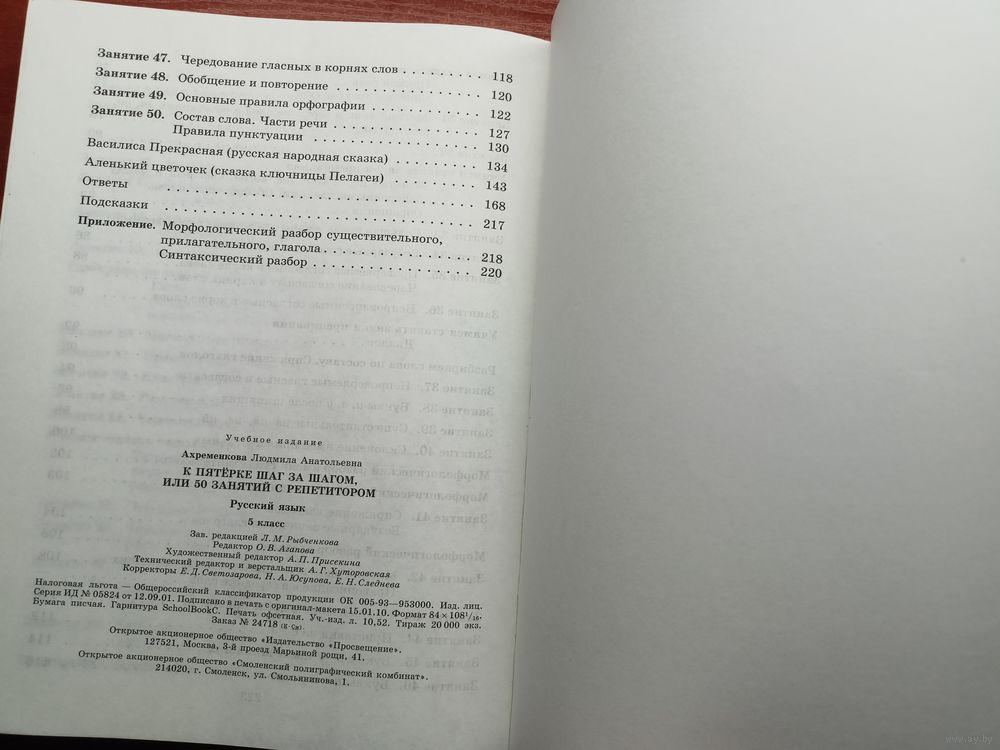 Занятие 47. Чередование гласных в корнях слов . . . . . . . . . 118
Занятие 48. Обобщение и повторение . . . . . . . . . . . . . . . 120
Занятие 49. Основные правила орфографии . . . . . . . . . . . 122
Занятие 50. Состав слова. Части речи . . . . . . . . . . . . . . . 127
Правила пунктуации . . . . . . . . . . . . . . . . . 130
Василиса Прекрасная (русская народная сказка) . . . . . . . . 134
Аленький цветочек (сказка ключницы Пелагеи) . . . . . . . . 143
Ответы . . . . . . . . . . . . . . . . . . . . . . . . . . . . . 168
Подсказки . . . . . . . . . . . . . . . . . . . . . . . . . . . . 217
Приложение. Морфологический разбор существительного,
прилагательного, глагола . . . . . . . . . . . . . . 218
Синтаксический разбор . . . . . . . . . . . . . . . . 220
Учебное издание
Ахременкова Людмила Анатольевна
К ПЯТЁРКЕ ШАГ ЗА ШАГОМ,
ИЛИ 50 ЗАНЯТИЙ С РЕПЕТИТОРОМ
Русский язык
5 класс
Зав. редакцией Л. М. Рыбченкова
Редактор О. В. Агапова
Художественный редактор А. П. Присекина
Технический редактор и верстальщик А. Г. Хуторовская
Корректоры Е. Д. Светозарова, Н. А. Юсупова, Е. Н. Следнева
Налоговая льгота — Общероссийский классификатор продукции ОК 005-93—953000. Изд. лиц.
Серия ИД № 05824 от 12.09.01. Подписано в печать с оригинал-макета 15.01.10. Формат 84 × 108 1/16.
Бумага писчая. Гарнитура SchoolBookC. Печать офсетная. Уч.-изд. л. 10,52. Тираж 20 000 экз.
Заказ № 24718 (К-См).
Открытое акционерное общество «Издательство «Просвещение».
127521, Москва, 3-й проезд Марьиной рощи, 41.
Открытое акционерное общество «Смоленский полиграфический комбинат».
214020, г. Смоленск, ул. Смольянинова, 1.
www.ay.by